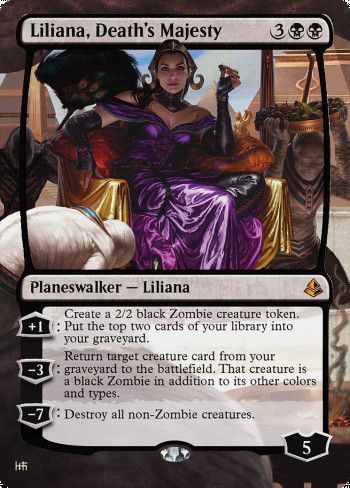 Liliana, Death's Majesty 3
Planeswalker — Liliana
+1: Create a 2/2 black Zombie creature token.
Put the top two cards of your library into
your graveyard.
-3: Return target creature card from your
graveyard to the battlefield. That creature is
a black Zombie in addition to its other colors
and types.
-7: Destroy all non-Zombie creatures.
5